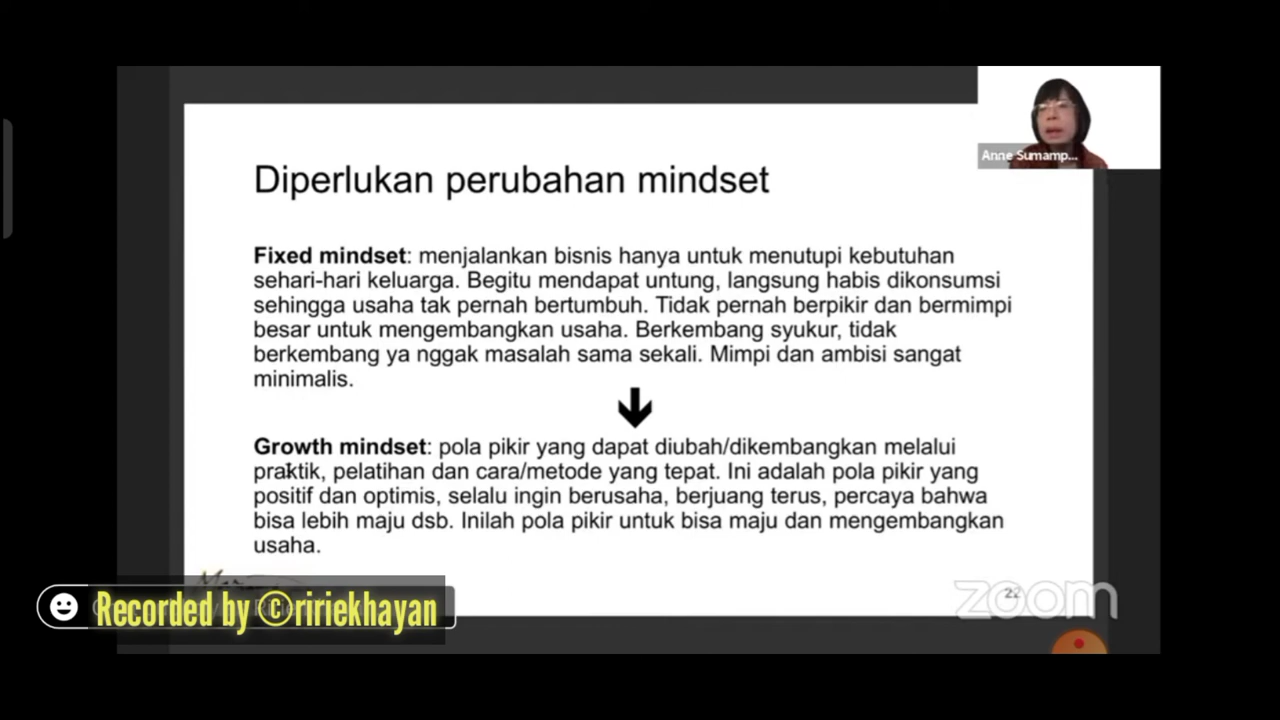 Anne Sumamp...
Diperlukan perubahan mindset
Fixed mindset: menjalankan bisnis hanya untuk menutupi kebutuhan
sehari-hari keluarga. Begitu mendapat untung, langsung habis dikonsumsi
sehingga usaha tak pernah bertumbuh. Tidak pernah berpikir dan bermimpi
besar untuk mengembangkan usaha. Berkembang syukur, tidak
berkembang ya nggak masalah sama sekali. Mimpi dan ambisi sangat
minimalis.
Growth mindset: pola pikir yang dapat diubah/dikembangkan melalui
praktik, pelatihan dan cara/metode yang tepat. Ini adalah pola pikir yang
positif dan optimis, selalu ingin berusaha, berjuang terus, percaya bahwa
bisa lebih maju dsb. Inilah pola pikir untuk bisa maju dan mengembangkan
usaha.
Recorded by ©ririekhayan
22
zoom